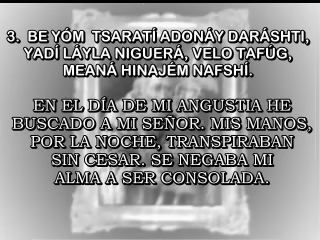 3.  BE YÓM  TSARATÍ ADONÁY DARÁSHTI,
YADÍ LÁYLA NIGUERÁ, VELO TAFÚG,
MEANÁ HINAJÉM NAFSHÍ.
EN EL DÍA DE MI ANGUSTIA HE
BUSCADO A MI SEÑOR. MIS MANOS,
POR LA NOCHE, TRANSPIRABAN
SIN CESAR. SE NEGABA MI
ALMA A SER CONSOLADA.